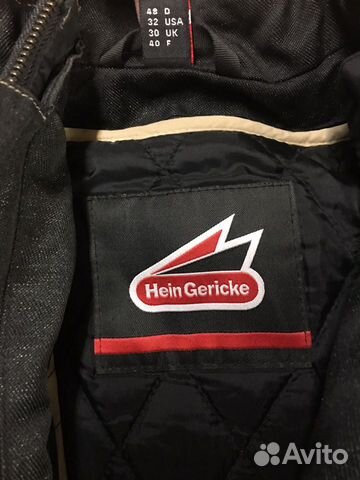 48 D
32 USA
30 UK
40 F
Hein Gericke
Avito